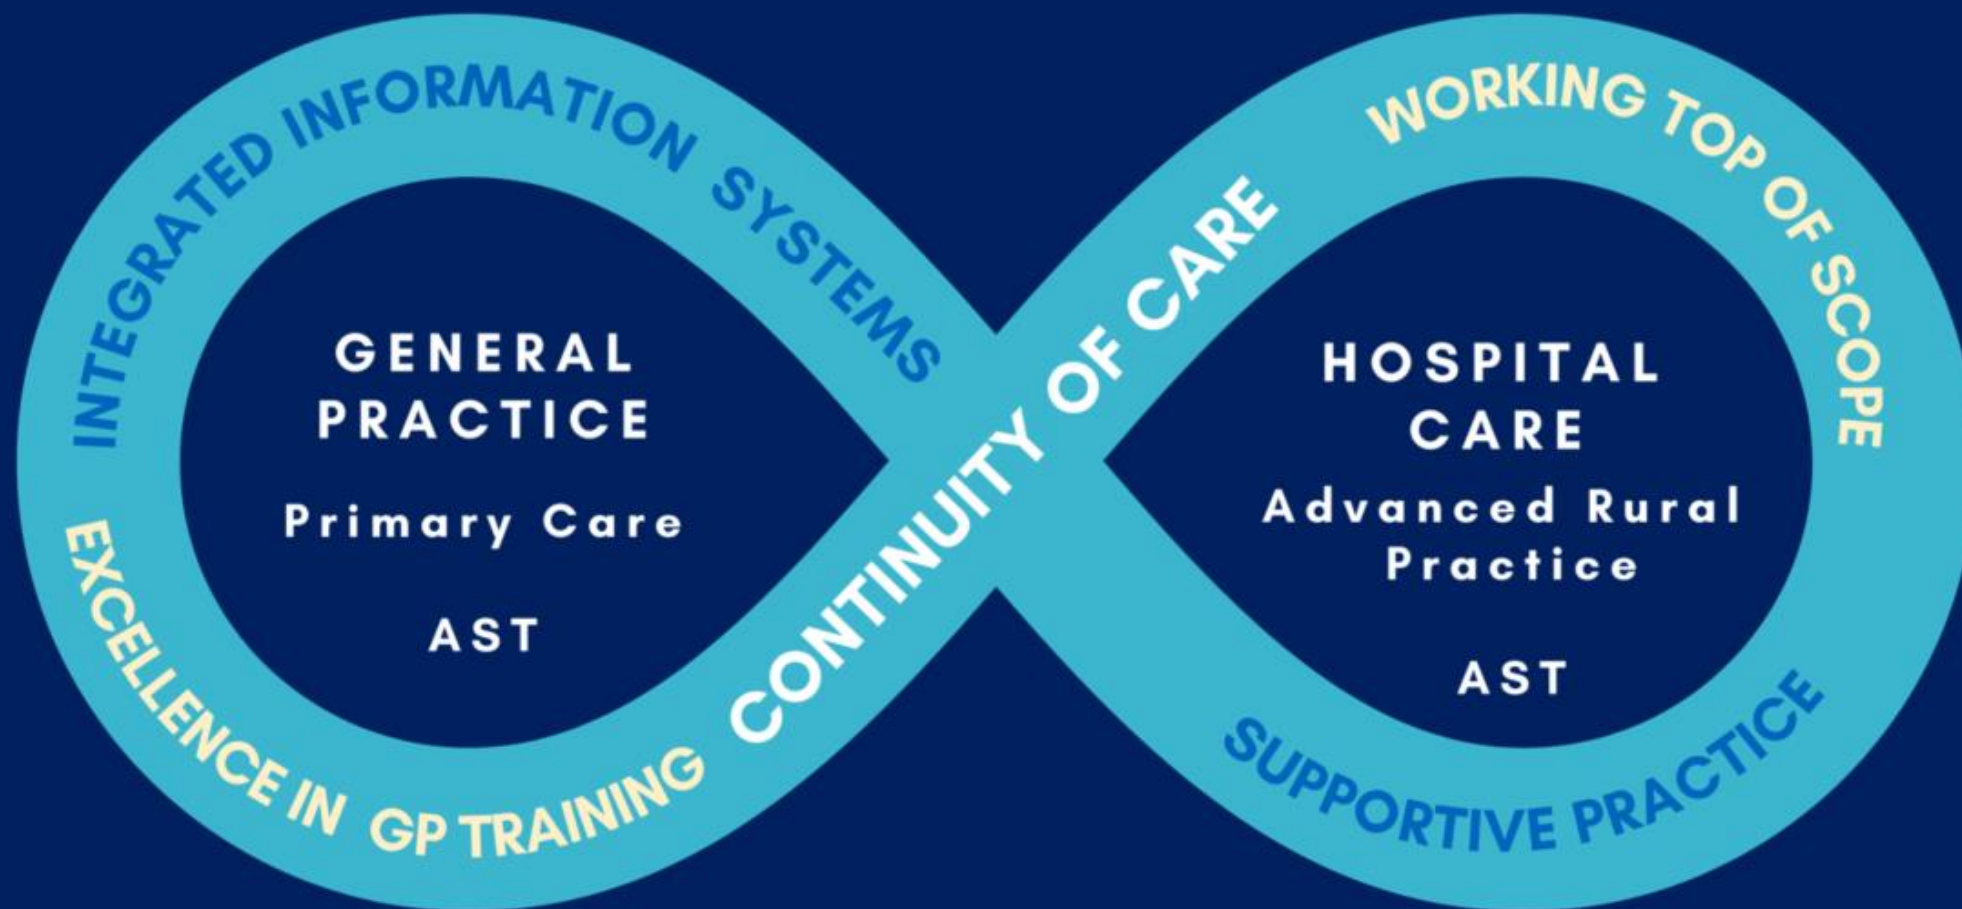 INTEGRATED INFORMATION SYSTEMS
GENERAL
PRACTICE
Primary Care
AST
EXCELLENCE IN GP TRAINING
CONTINUITY OF CARE
WORKING TOP OF SCOPE
HOSPITAL
CARE
Advanced Rural
Practice
AST
SUPPORTIVE PRACTICE